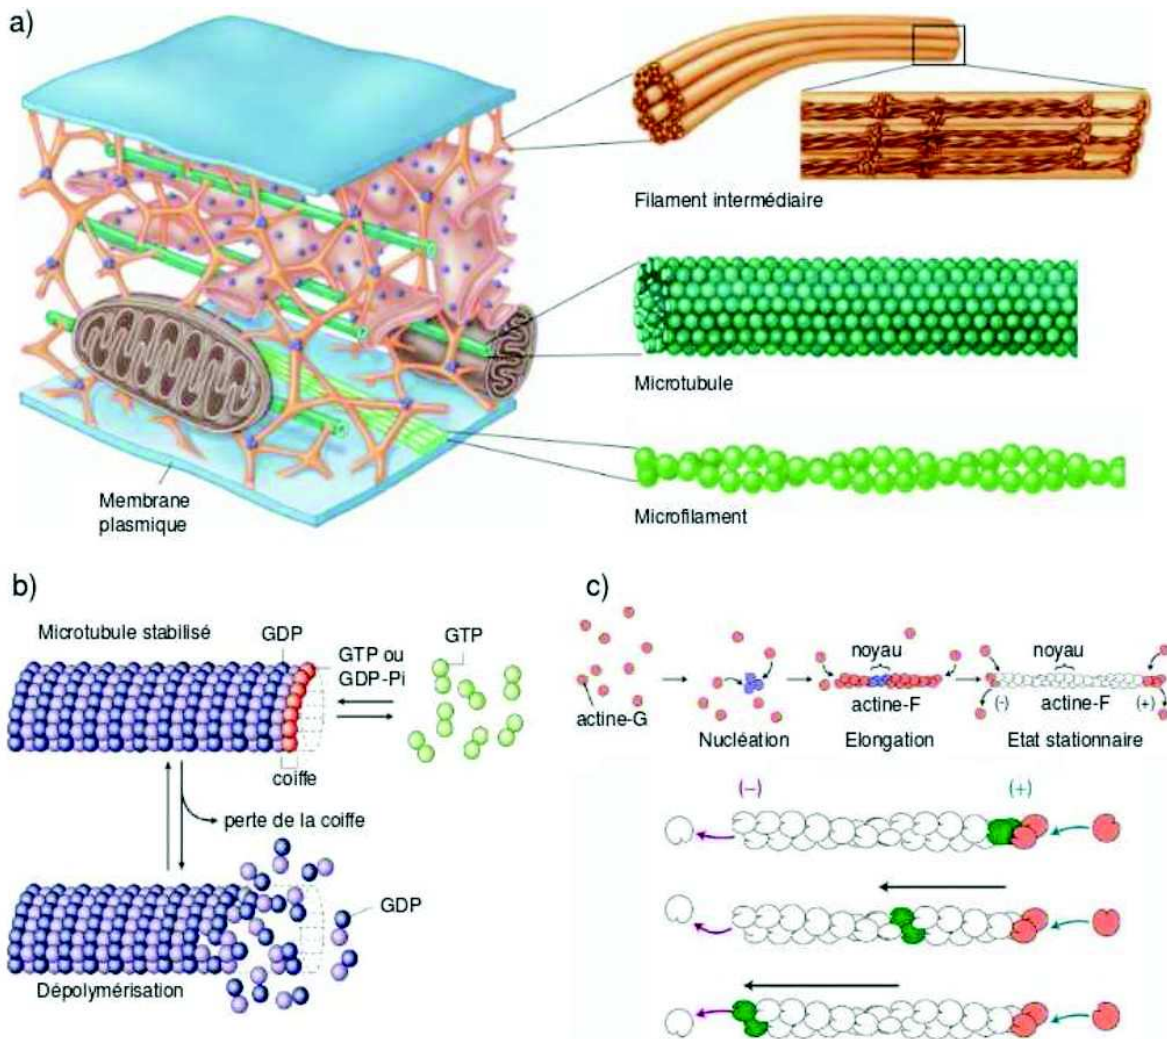 a)
Filament intermédiaire
Microtubule
Membrane
plasmique
Microfilament
b)
Microtubule stabilisé
GDP
GTP ou
GDP-Pi
GTP
coiffe
perte de la coiffe
GDP
Dépolymérisation
c)
noyau
noyau
actine-G
actine-F
(-)
actine-F
(+)
Nucléation
Elongation
Etat stationnaire
(-)
(+)